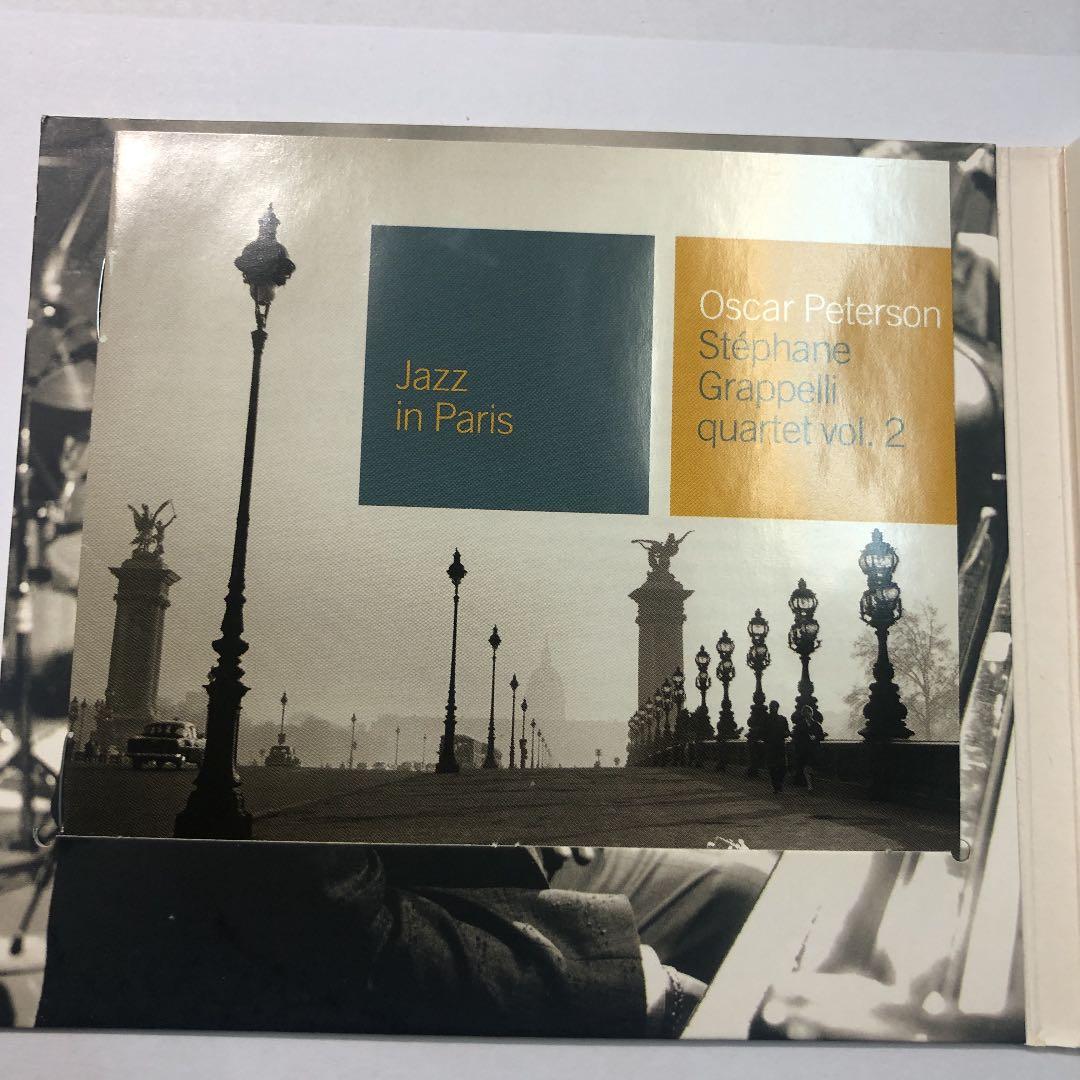 Jazz
in Paris
Oscar Peterson
Stéphane
Grappelli
quartet vol. 2